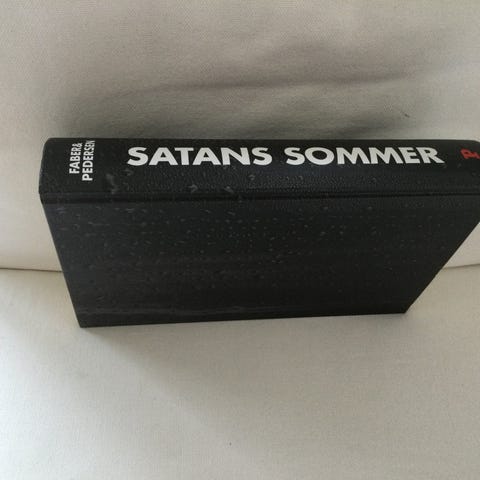 FABER&
PEDERSEN
SATANS SOMMER
P